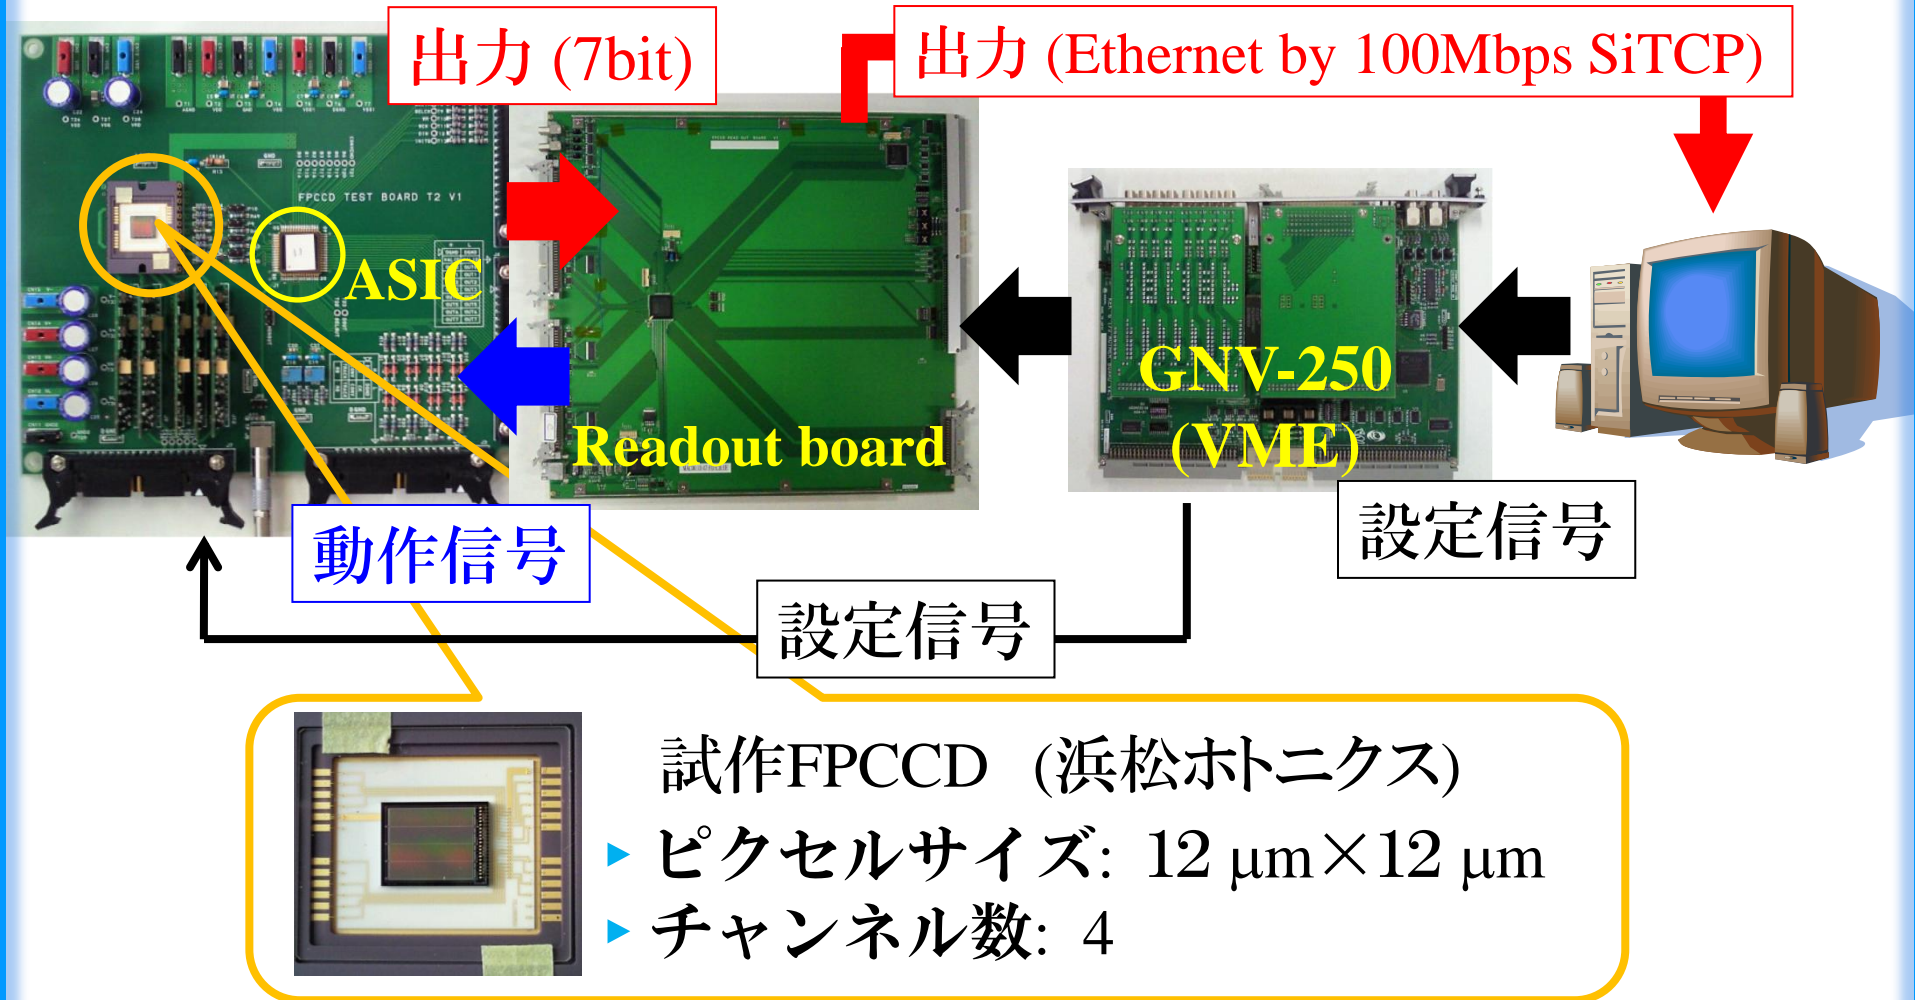 出力 (7bit)
出力 (Ethernet by 100Mbps SiTCP)
FPCCD TEST BOARD T2 V1
ASIC
Readout board
GNV-250
(VME)
動作信号
設定信号
設定信号
試作FPCCD (浜松ホトニクス)
ピクセルサイズ: 12 μm×12 μm
チャンネル数: 4